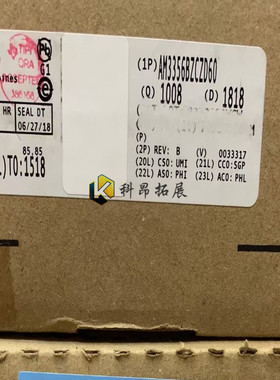 (1P) AM3356BZCZD60
(Q) 1008 (D) 1818
(P)
(2P) REV: B (V) 0033317
(20L) CSO: UMI (21L) CCO:SGP
(22L) ASO: PHI (23L) ACO: PHL
G1
HR SEAL DT
06/27/18
85.85
)TO:1518
科昂拓展